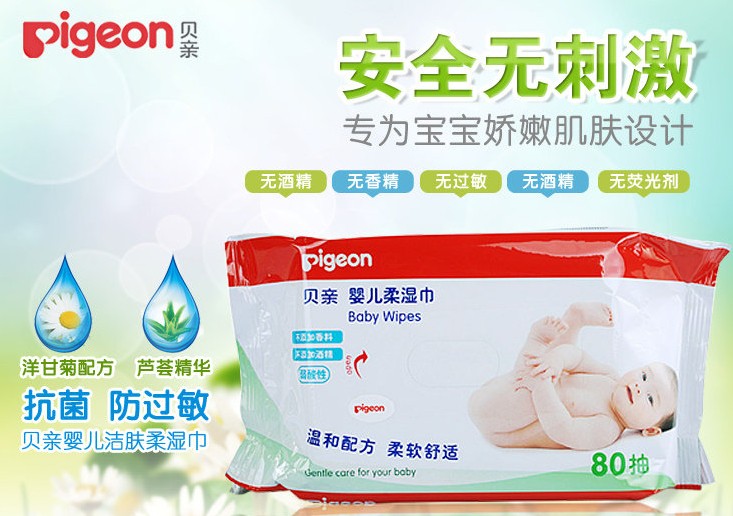 Pigeon 贝亲
安全无刺激
专为宝宝娇嫩肌肤设计
无酒精 无香精 无过敏 无酒精 无荧光剂
Pigeon
贝亲 婴儿柔湿巾
Baby Wipes
不添加香料
不添加酒精
弱酸性
OPEN
Pigeon
温和配方 柔软舒适
Gentle care for your baby
80抽
Pigeon
洋甘菊配方 芦荟精华
抗菌 防过敏
贝亲婴儿洁肤柔湿巾